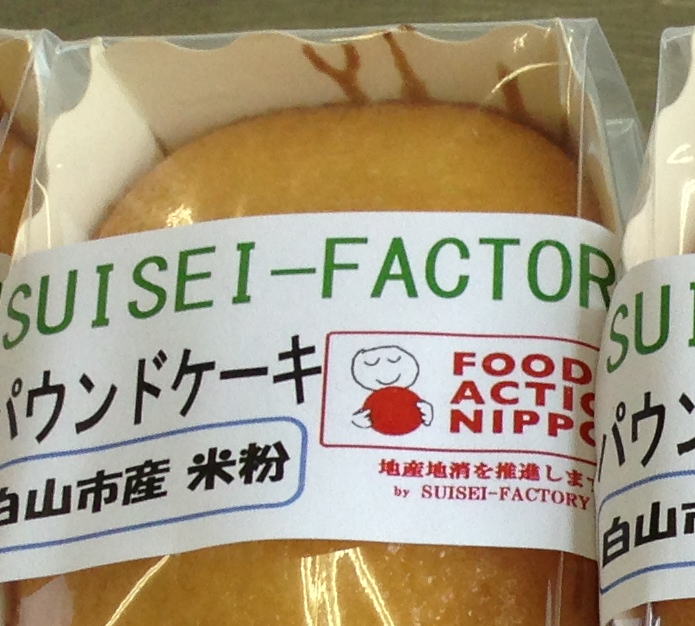 SUISEI-FACTOR
パウンドケーキ
白山市産 米粉
FOOD
ACTIO
NIPPO
地産地消を推進しま
by SUISEI-FACTORY
SUI
パウン
白山市